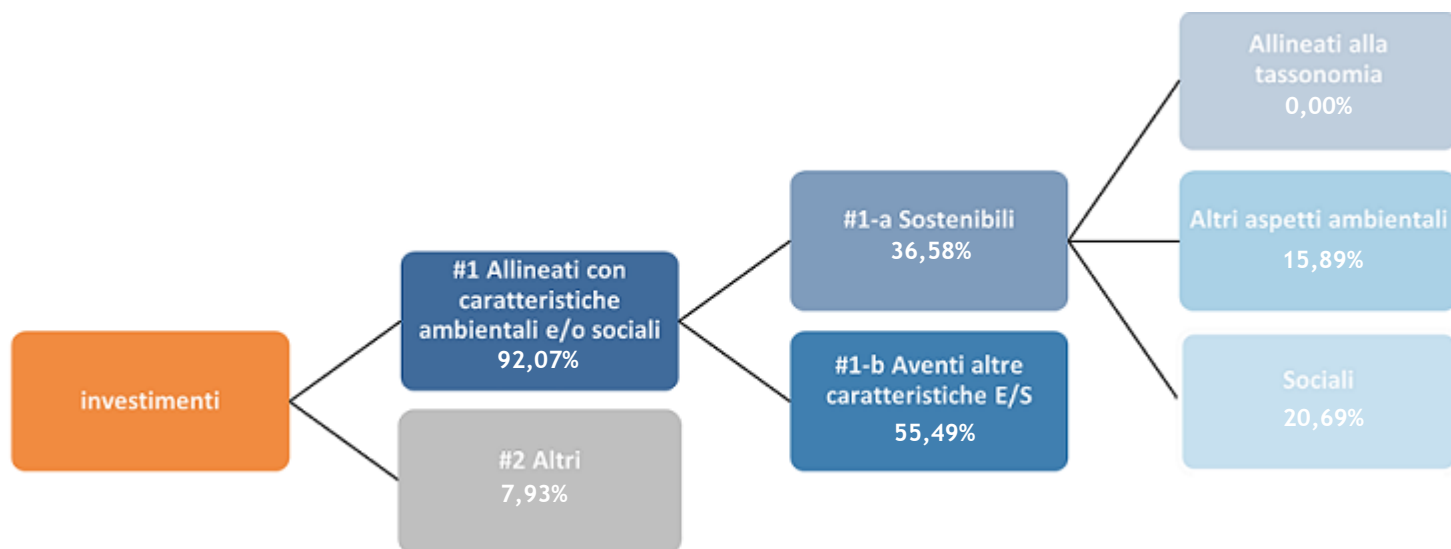 investimenti
#1 Allineati con
caratteristiche
ambientali e/o sociali
92,07%
#2 Altri
7,93%
#1-a Sostenibili
36,58%
#1-b Aventi altre
caratteristiche E/S
55,49%
Allineati alla
tassonomia
0,00%
Altri aspetti ambientali
15,89%
Sociali
20,69%